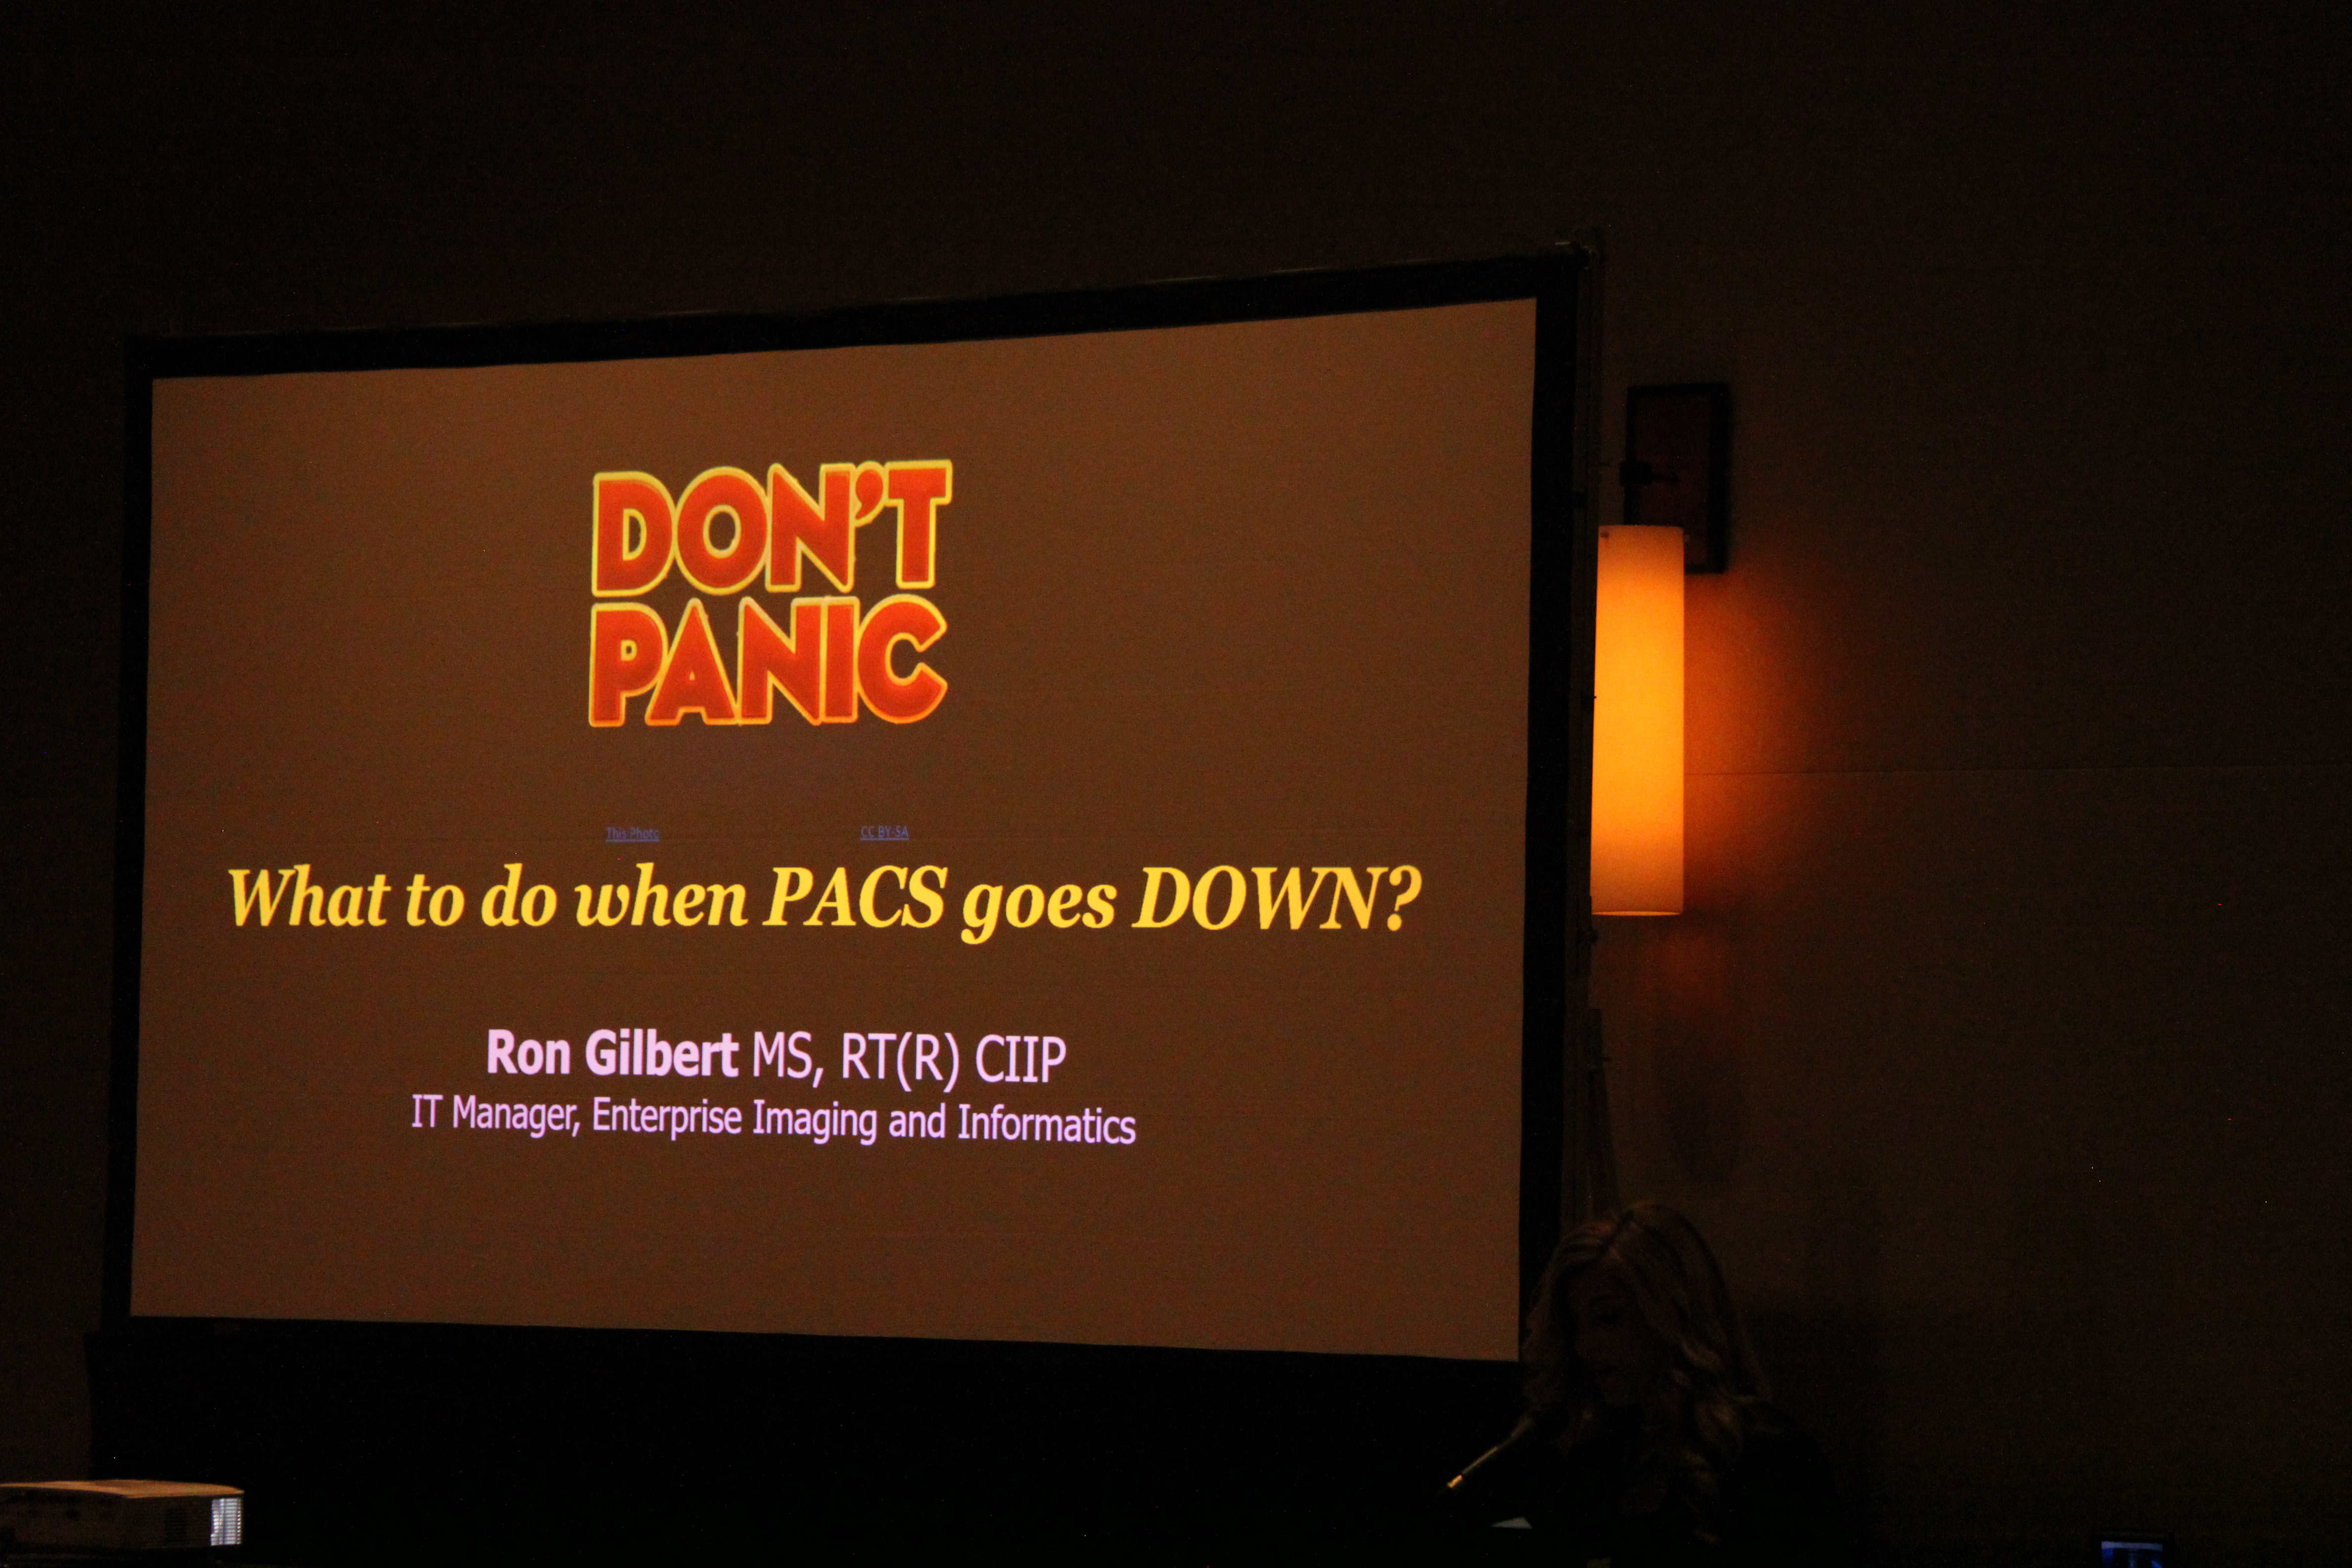 DON'T
PANIC
This Photo
CC BY-SA
What to do when PACS goes DOWN?
Ron Gilbert MS, RT(R) CIIP
IT Manager, Enterprise Imaging and Informatics